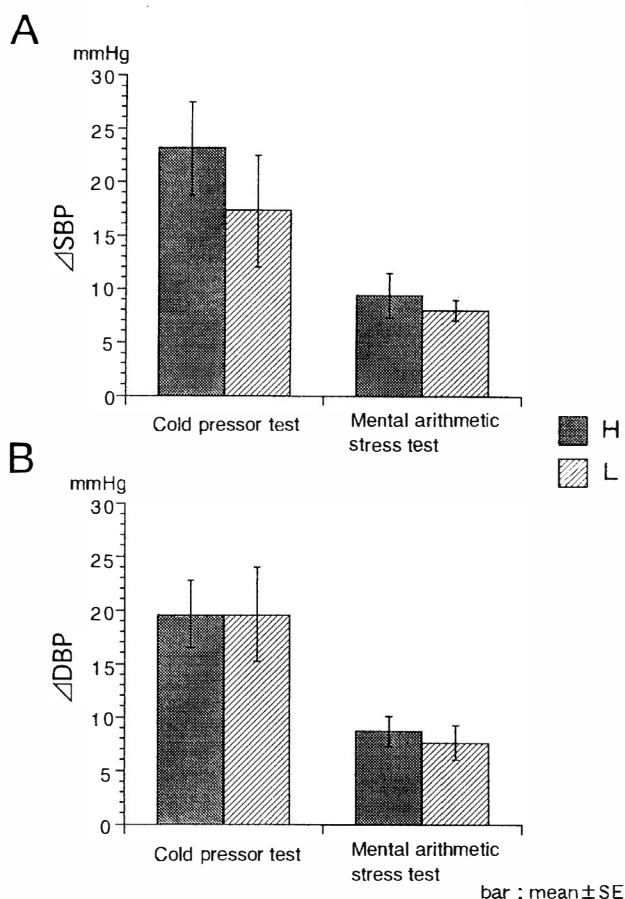 A
mmHg
30
25
20
15
10
5
0
⊿SBP
Cold pressor test
Mental arithmetic
stress test
H
L
B
mmHg
30
25
20
15
10
5
0
⊿DBP
Cold pressor test
Mental arithmetic
stress test
bar : mean±SE